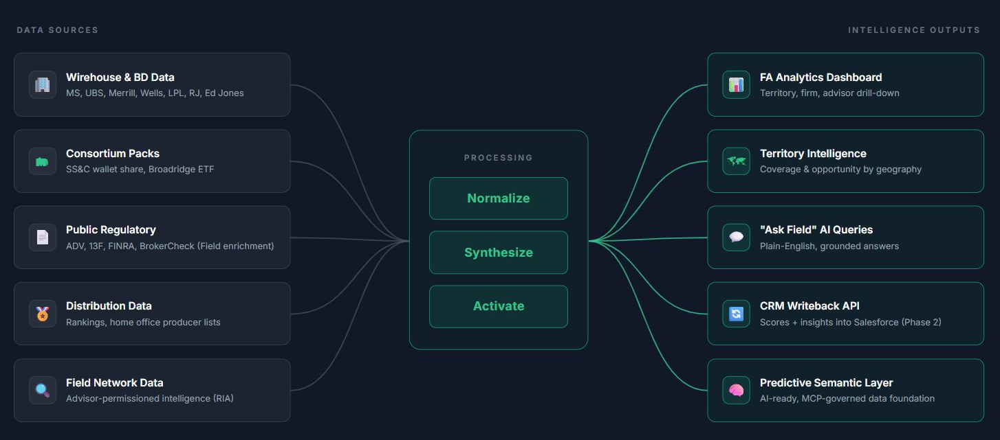 DATA SOURCES
Wirehouse & BD Data
MS, UBS, Merrill, Wells, LPL, RJ, Ed Jones
Consortium Packs
SS&C wallet share, Broadridge ETF
Public Regulatory
ADV, 13F, FINRA, BrokerCheck (Field enrichment)
Distribution Data
Rankings, home office producer lists
Field Network Data
Advisor-permissioned intelligence (RIA)
PROCESSING
Normalize
Synthesize
Activate
INTELLIGENCE OUTPUTS
FA Analytics Dashboard
Territory, firm, advisor drill-down
Territory Intelligence
Coverage & opportunity by geography
"Ask Field" AI Queries
Plain-English, grounded answers
CRM Writeback API
Scores + insights into Salesforce (Phase 2)
Predictive Semantic Layer
AI-ready, MCP-governed data foundation